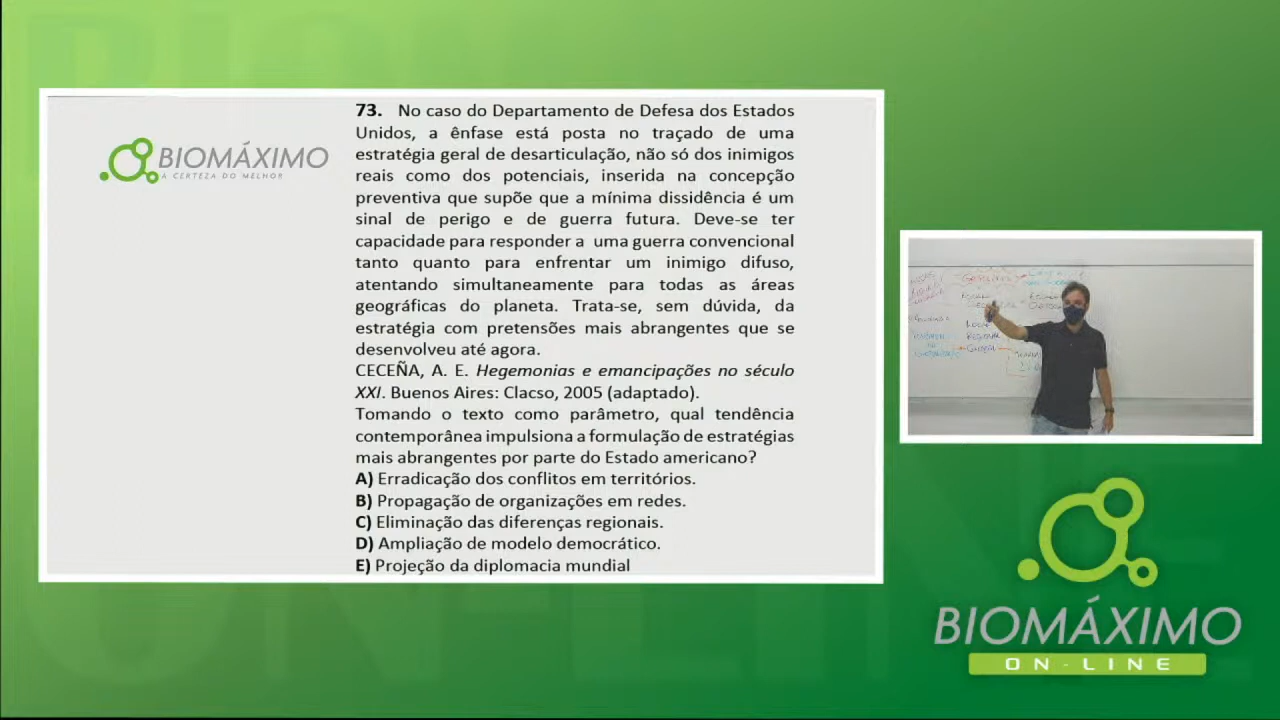 73. No caso do Departamento de Defesa dos Estados
Unidos, a ênfase está posta no traçado de uma
estratégia geral de desarticulação, não só dos inimigos
reais como dos potenciais, inserida na concepção
preventiva que supõe que a mínima dissidência é um
sinal de perigo e de guerra futura. Deve-se ter
capacidade para responder a uma guerra convencional
tanto quanto para enfrentar um inimigo difuso,
atentando simultaneamente para todas as áreas
geográficas do planeta. Trata-se, sem dúvida, da
estratégia com pretensões mais abrangentes que se
desenvolveu até agora.
CECEÑA, A. E. Hegemonias e emancipações no século
XXI. Buenos Aires: Clacso, 2005 (adaptado).
Tomando o texto como parâmetro, qual tendência
contemporânea impulsiona a formulação de estratégias
mais abrangentes por parte do Estado americano?
A) Erradicação dos conflitos em territórios.
B) Propagação de organizações em redes.
C) Eliminação das diferenças regionais.
D) Ampliação de modelo democrático.
E) Projeção da diplomacia mundial
BIOMÁXIMO
A CERTEZA DO MELHOR
BIOMÁXIMO
ON-LINE